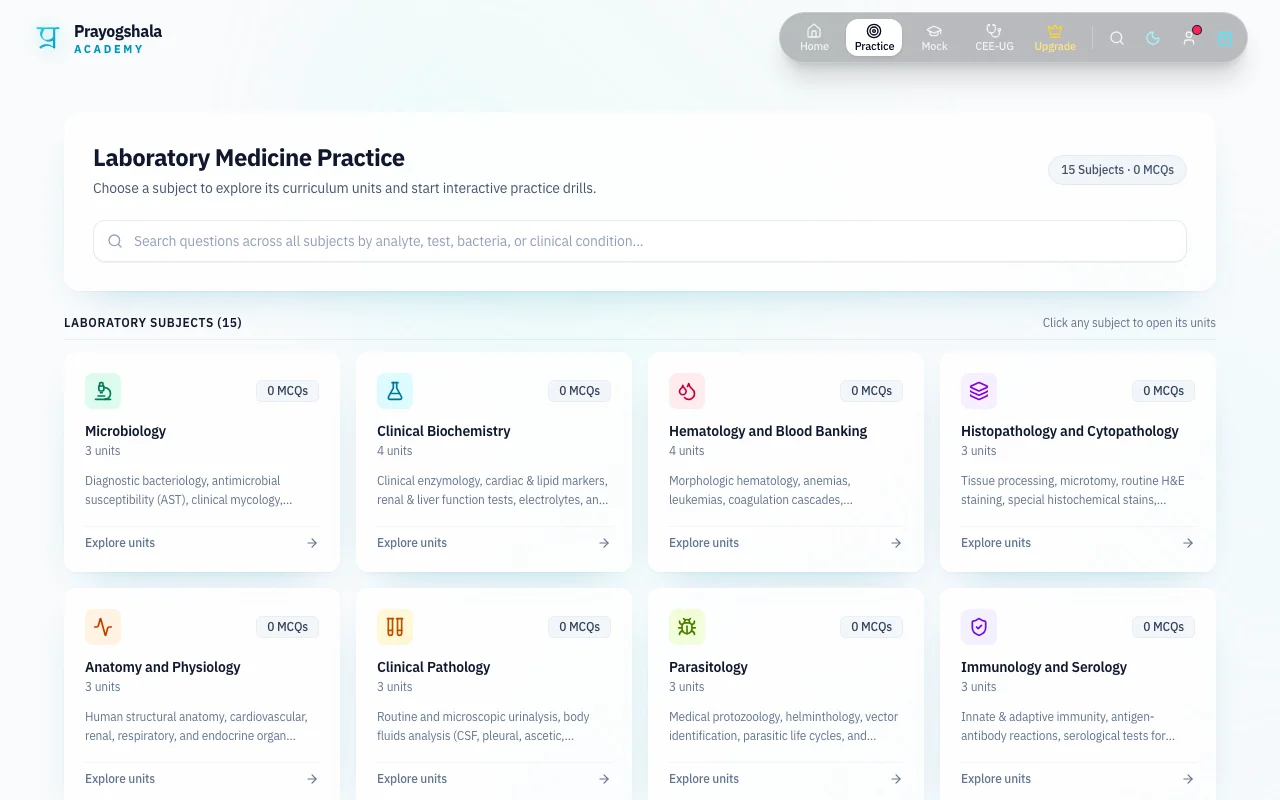 Prayogshala
ACADEMY
Home
Practice
Mock
CEE-UG
Upgrade
Laboratory Medicine Practice
Choose a subject to explore its curriculum units and start interactive practice drills.
15 Subjects · 0 MCQs
Search questions across all subjects by analyte, test, bacteria, or clinical condition...
LABORATORY SUBJECTS (15)
Click any subject to open its units
0 MCQs
Microbiology
3 units
Diagnostic bacteriology, antimicrobial
susceptibility (AST), clinical mycology,...
Explore units
0 MCQs
Clinical Biochemistry
4 units
Clinical enzymology, cardiac & lipid markers,
renal & liver function tests, electrolytes, an...
Explore units
0 MCQs
Hematology and Blood Banking
4 units
Morphologic hematology, anemias,
leukemias, coagulation cascades,...
Explore units
0 MCQs
Histopathology and Cytopathology
3 units
Tissue processing, microtomy, routine H&E
staining, special histochemical stains,...
Explore units
0 MCQs
Anatomy and Physiology
3 units
Human structural anatomy, cardiovascular,
renal, respiratory, and endocrine organ...
Explore units
0 MCQs
Clinical Pathology
3 units
Routine and microscopic urinalysis, body
fluids analysis (CSF, pleural, ascetic,...
Explore units
0 MCQs
Parasitology
3 units
Medical protozoology, helminthology, vector
identification, parasitic life cycles, and...
Explore units
0 MCQs
Immunology and Serology
3 units
Innate & adaptive immunity, antigen-
antibody reactions, serological tests for...
Explore units